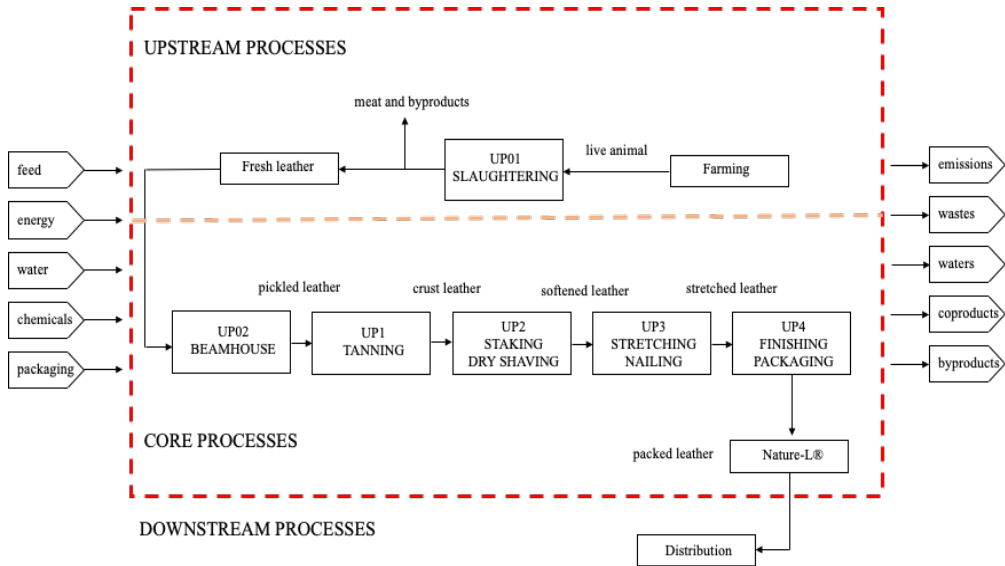 UPSTREAM PROCESSES
meat and byproducts
feed
Fresh leather
UP01
SLAUGHTERING
live animal
Farming
emissions
energy
wastes
water
waters
pickled leather
crust leather
softened leather
stretched leather
chemicals
UP02
BEAMHOUSE
UP1
TANNING
UP2
STAKING
DRY SHAVING
UP3
STRETCHING
NAILING
UP4
FINISHING
PACKAGING
coproducts
packaging
byproducts
CORE PROCESSES
packed leather
Nature-L®
DOWNSTREAM PROCESSES
Distribution